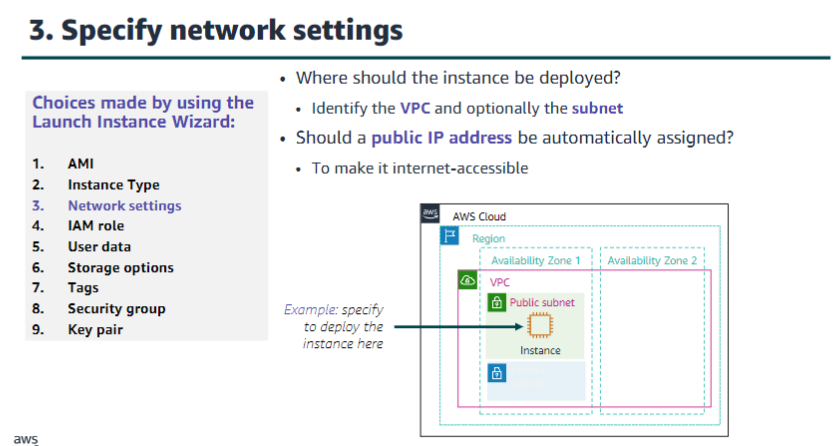 3. Specify network settings
Choices made by using the
Launch Instance Wizard:
1. AMI
2. Instance Type
3. Network settings
4. IAM role
5. User data
6. Storage options
7. Tags
8. Security group
9. Key pair
• Where should the instance be deployed?
• Identify the VPC and optionally the subnet
• Should a public IP address be automatically assigned?
• To make it internet-accessible
aws
AWS Cloud
Region
Availability Zone 1
Availability Zone 2
VPC
Public subnet
Instance
Example: specify
to deploy the
instance here
aws